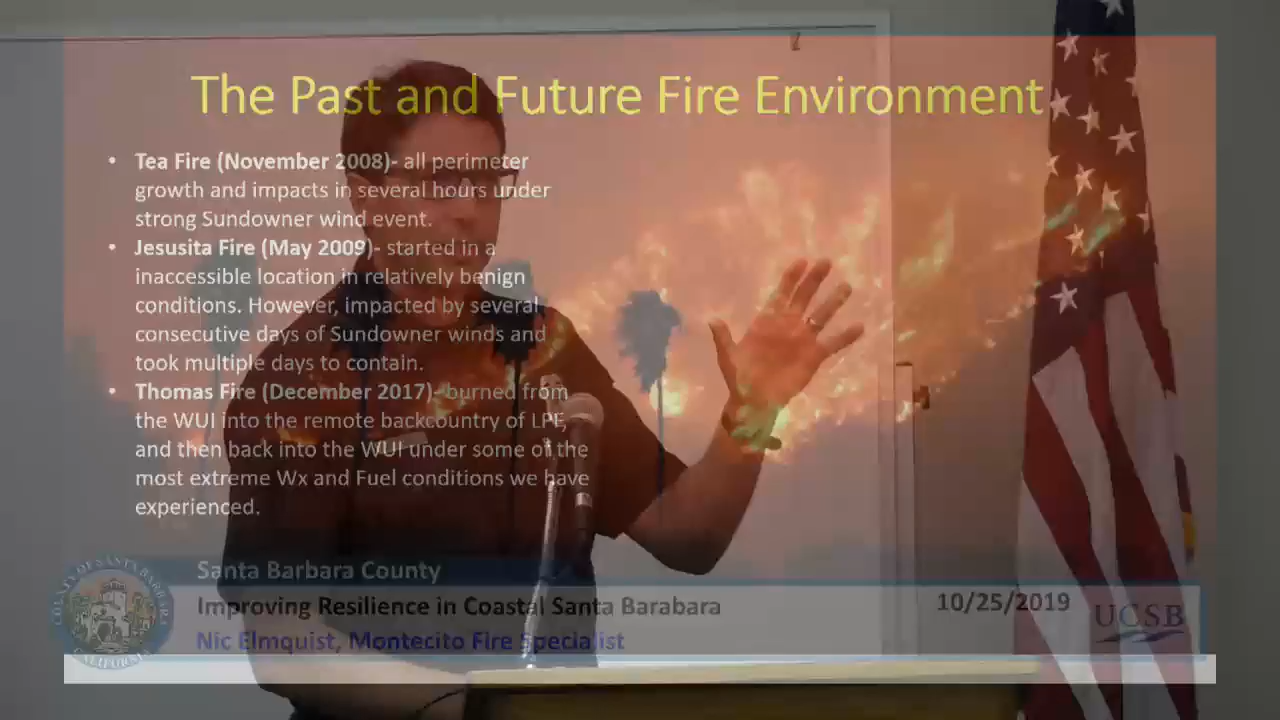 The Past and Future Fire Environment
• Tea Fire (November 2008)- all perimeter
growth and impacts in several hours under
strong Sundowner wind event.
• Jesusita Fire (May 2009)- started in a
inaccessible location in relatively benign
conditions. However, impacted by several
consecutive days of Sundowner winds and
took multiple days to contain.
• Thomas Fire (December 2017)- burned from
the WUI into the remote backcountry of LPF,
and then back into the WUI under some of the
most extreme Wx and Fuel conditions we have
experienced.
COUNTY OF SANTA BARBARA
CALIFORNIA
Santa Barbara County
Improving Resilience in Coastal Santa Barabara
Nic Elmquist, Montecito Fire Specialist
10/25/2019
UCSB